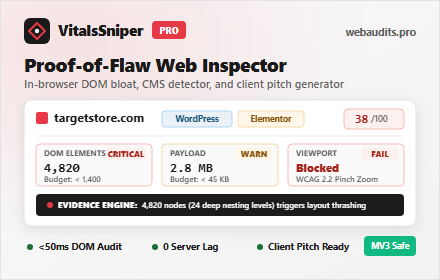 VitalsSniper PRO webaudits.pro
Proof-of-Flaw Web Inspector
In-browser DOM bloat, CMS detector, and client pitch generator
targetstore.com WordPress Elementor 38 /100
DOM ELEMENTS CRITICAL PAYLOAD WARN VIEWPORT FAIL
4,820 2.8 MB Blocked
Budget: < 1,400 Budget: < 45 KB WCAG 2.2 Pinch Zoom
EVIDENCE ENGINE: 4,820 nodes (24 deep nesting levels) triggers layout thrashing
<50ms DOM Audit 0 Server Lag Client Pitch Ready MV3 Safe